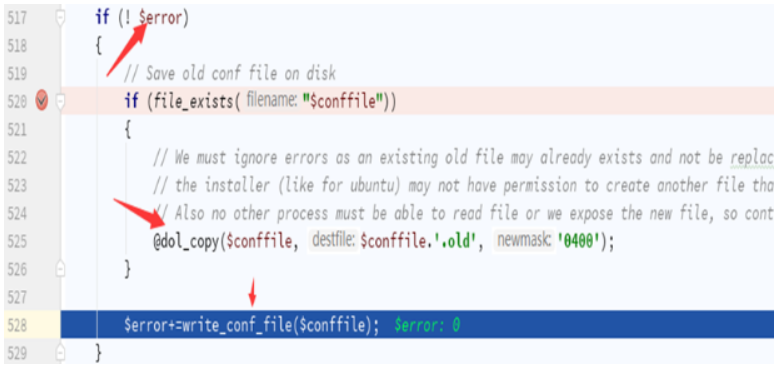 517 if (! $error)
518 {
519 // Save old conf file on disk
520 if (file_exists( filename: "$conffile"))
521 {
522 // We must ignore errors as an existing old file may already exists and not be replac
523 // the installer (like for ubuntu) may not have permission to create another file tha
524 // Also no other process must be able to read file or we expose the new file, so cont
525 @dol_copy($conffile, destfile: $conffile.'.old', newmask: '0400');
526 }
527
528 $error+=write_conf_file($conffile); $error: 0
529 }